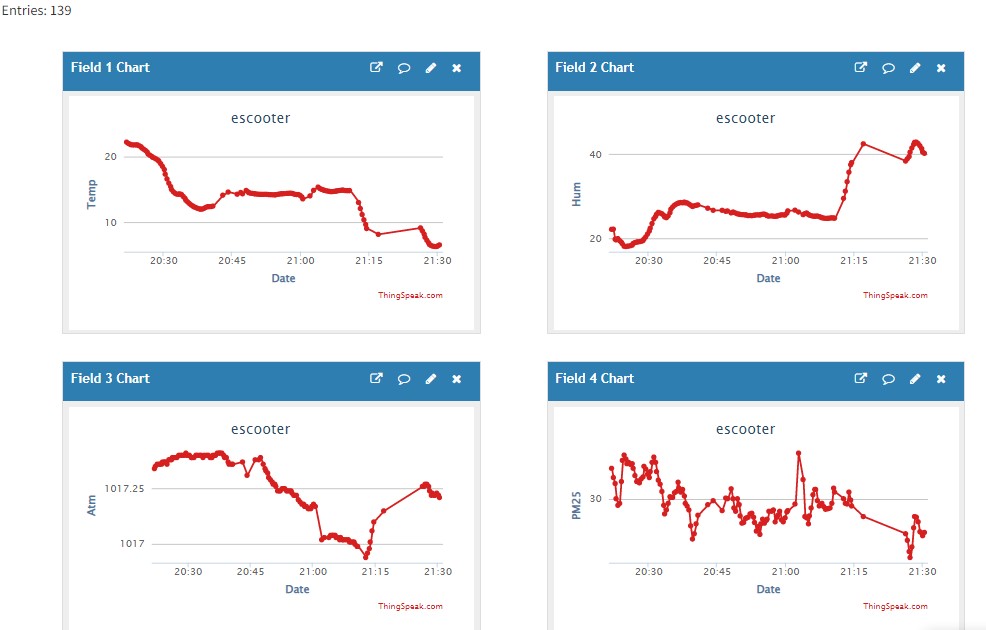 Entries: 139
Field 1 Chart
escooter
Temp
20
10
20:30 20:45 21:00 21:15 21:30
Date
ThingSpeak.com
Field 2 Chart
escooter
Hum
40
20
20:30 20:45 21:00 21:15 21:30
Date
ThingSpeak.com
Field 3 Chart
escooter
Atm
1017.25
1017
20:30 20:45 21:00 21:15 21:30
Date
ThingSpeak.com
Field 4 Chart
escooter
PM25
30
20:30 20:45 21:00 21:15 21:30
Date
ThingSpeak.com